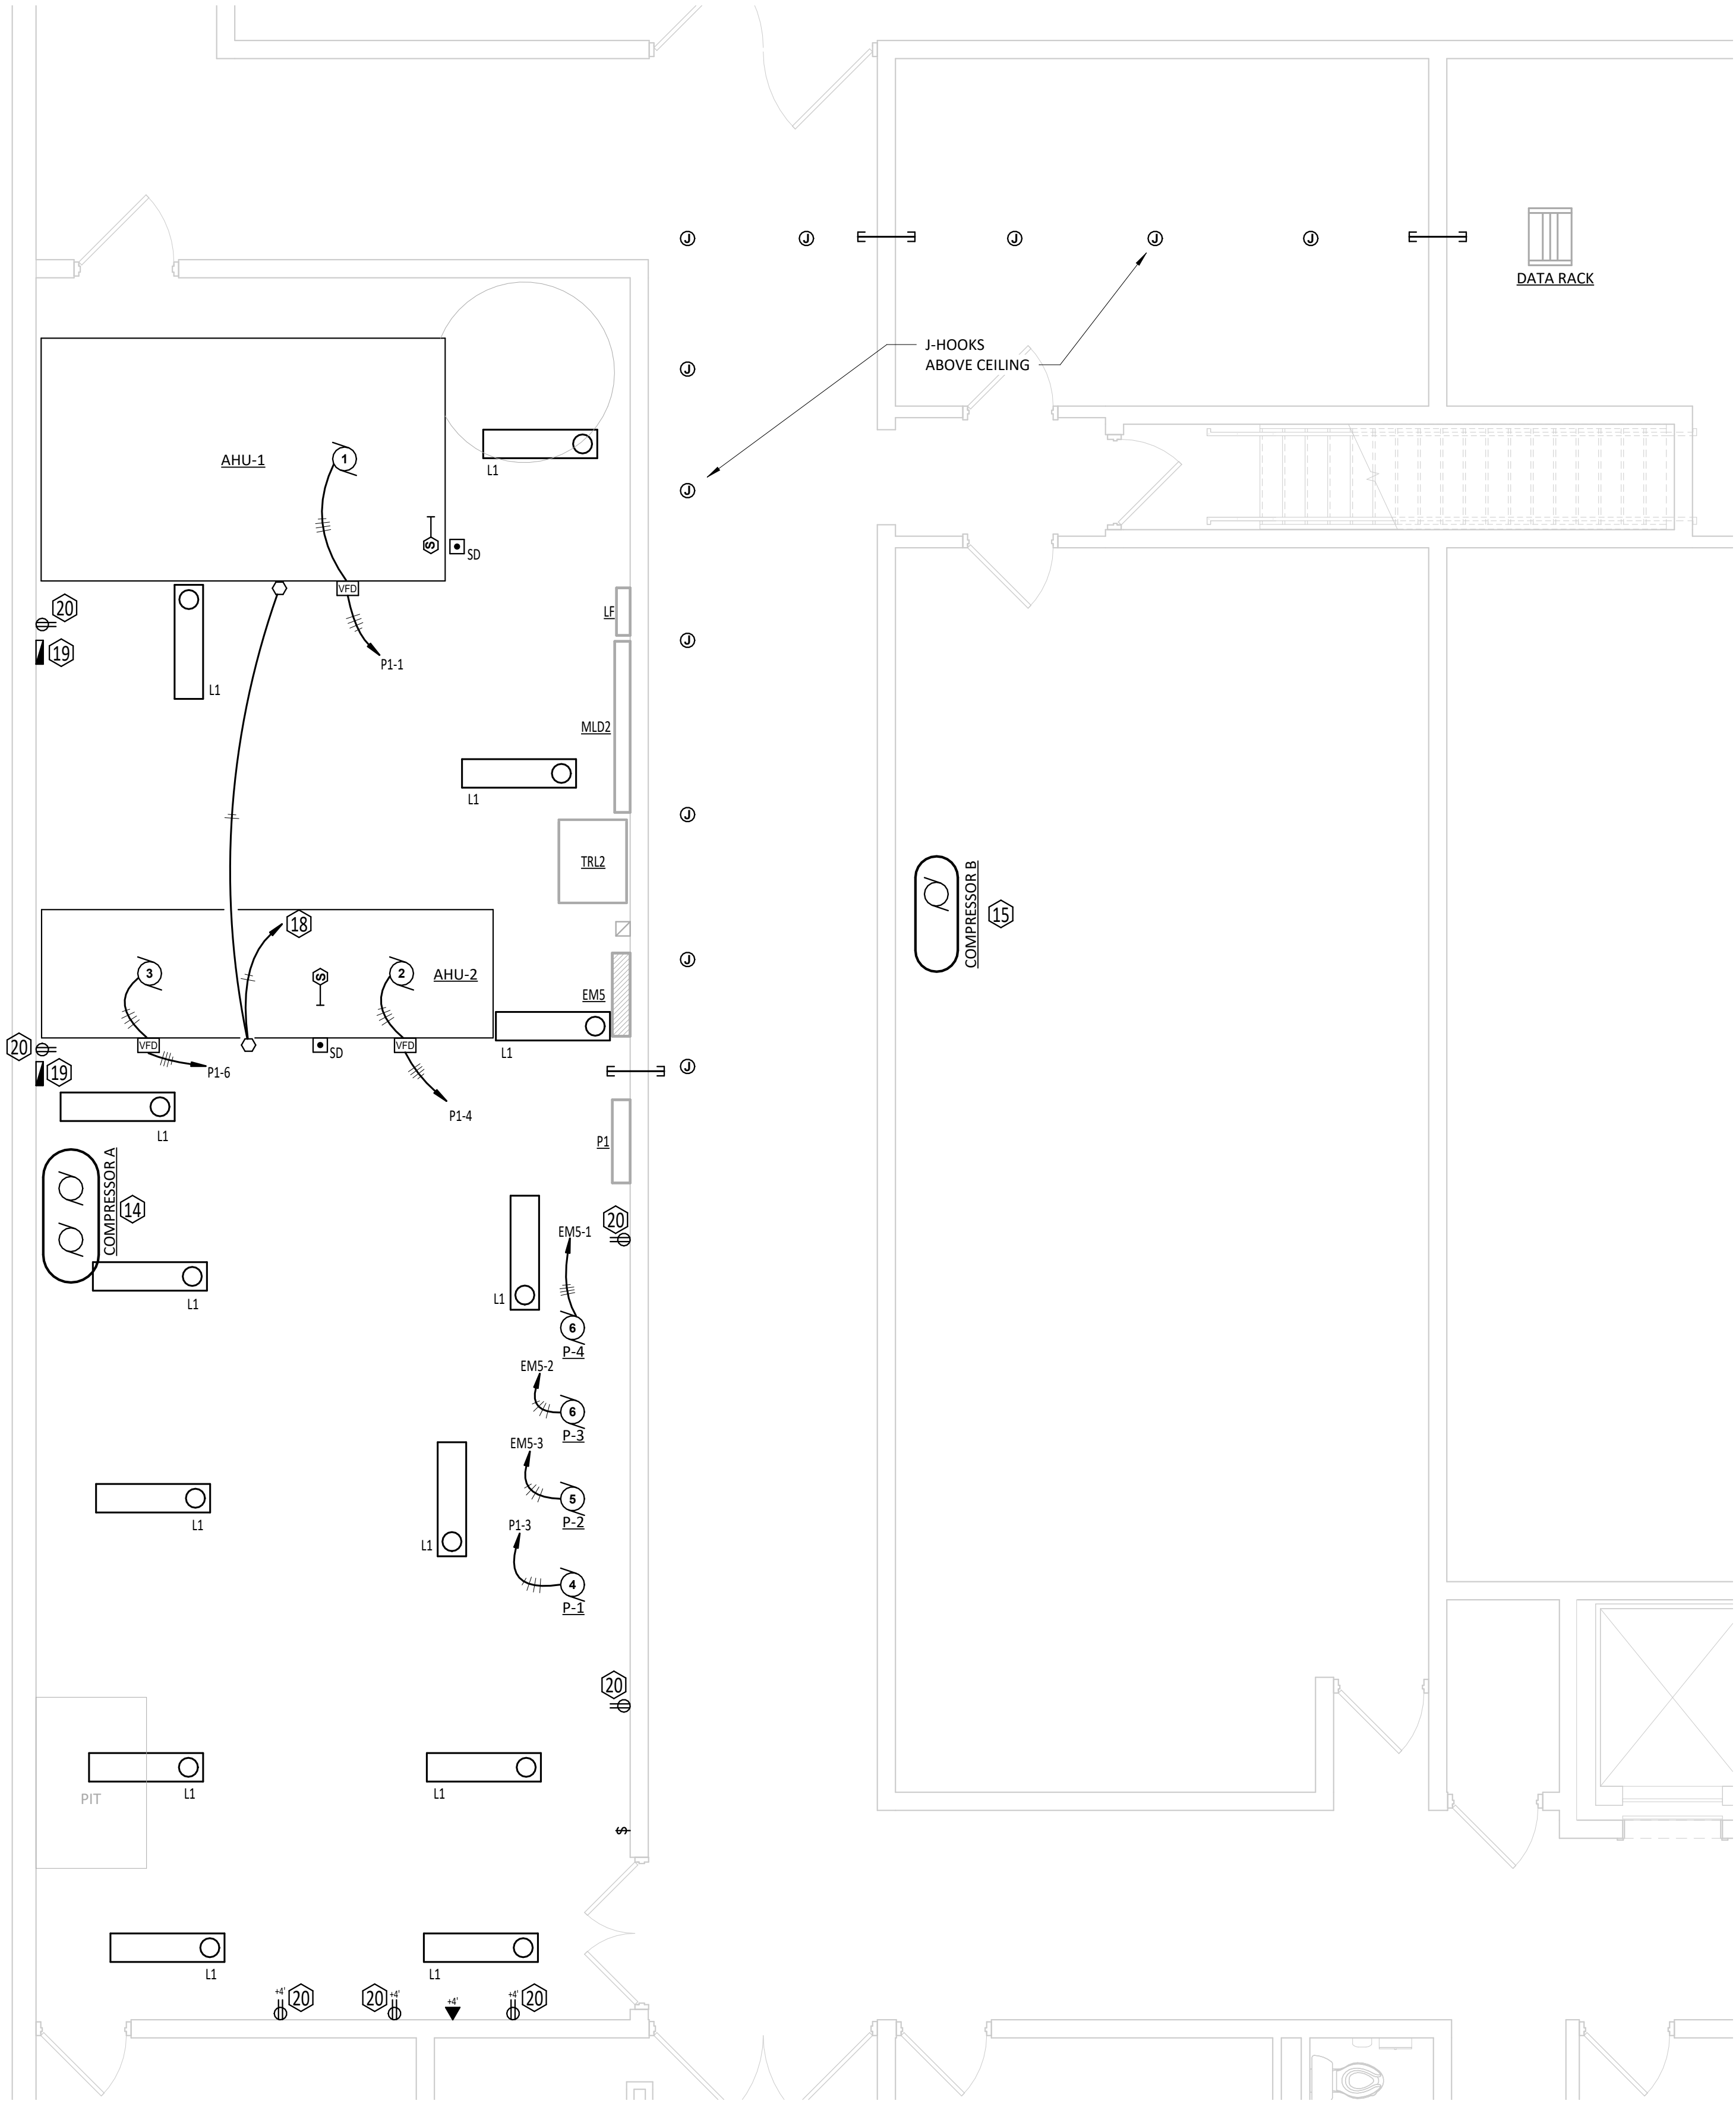 J
J
J
J
J
DATA RACK
J-HOOKS
ABOVE CEILING
J
AHU-1
1
L1
J
S
SD
VFD
20
LF
19
J
P1-1
L1
MLD2
L1
J
TRL2
COMPRESSOR B
15
18
3
S
2
AHU-2
J
EM5
20
VFD
SD
VFD
L1
19
P1-6
J
P1-4
L1
P1
COMPRESSOR A
14
20
EM5-1
L1
L1
6
P-4
EM5-2
6
P-3
EM5-3
5
P-2
L1
P1-3
L1
4
P-1
20
PIT
L1
L1
S
L1
L1
+4'
20
20
+4'
+4'
+4'
20